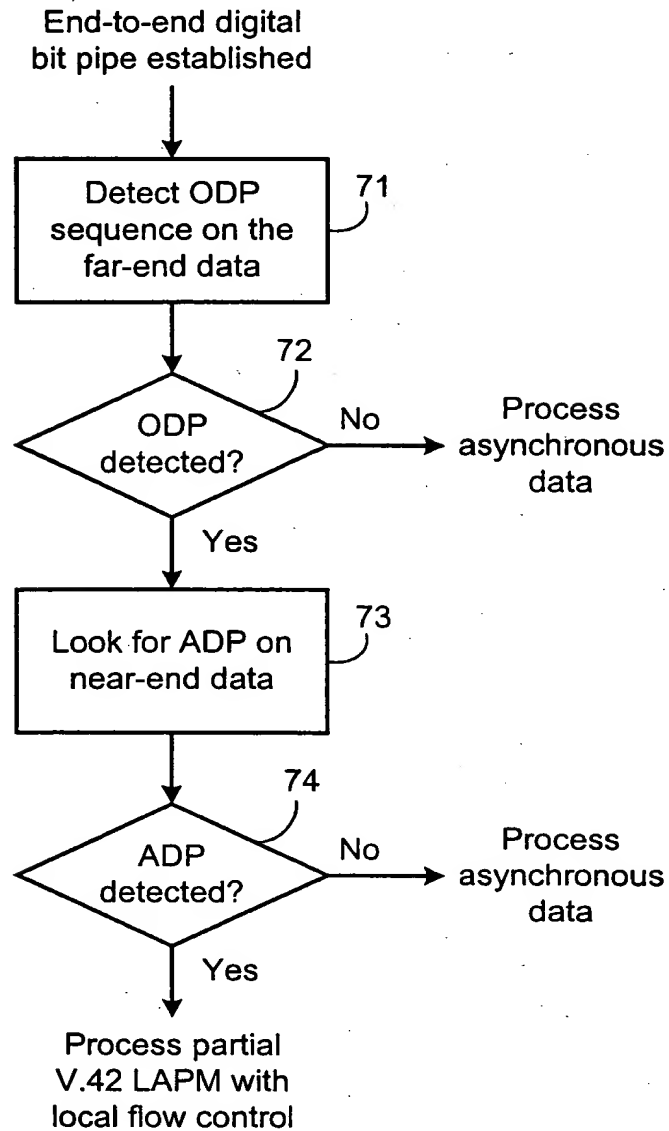 End-to-end digital
bit pipe established
71
Detect ODP
sequence on the
far-end data
72
ODP
detected?
No
Process
asynchronous
data
Yes
73
Look for ADP on
near-end data
74
ADP
detected?
No
Process
asynchronous
data
Yes
Process partial
V.42 LAPM with
local flow control